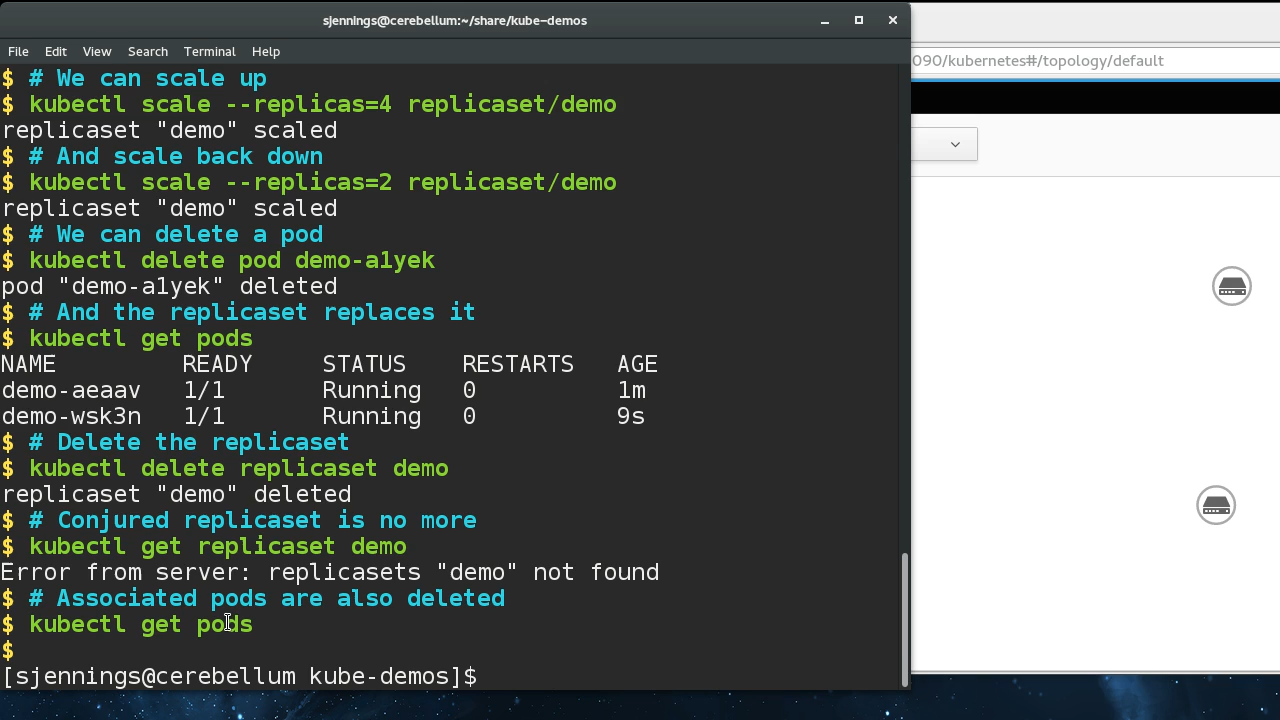 sjennings@cerebellum:~/share/kube-demos
File Edit View Search Terminal Help
090/kubernetes#/topology/default
$ # We can scale up
$ kubectl scale --replicas=4 replicaset/demo
replicaset "demo" scaled
$ # And scale back down
$ kubectl scale --replicas=2 replicaset/demo
replicaset "demo" scaled
$ # We can delete a pod
$ kubectl delete pod demo-a1yek
pod "demo-a1yek" deleted
$ # And the replicaset replaces it
$ kubectl get pods
NAME READY STATUS RESTARTS AGE
demo-aeaav 1/1 Running 0 1m
demo-wsk3n 1/1 Running 0 9s
$ # Delete the replicaset
$ kubectl delete replicaset demo
replicaset "demo" deleted
$ # Conjured replicaset is no more
$ kubectl get replicaset demo
Error from server: replicasets "demo" not found
$ # Associated pods are also deleted
$ kubectl get pods
$
[sjennings@cerebellum kube-demos]$